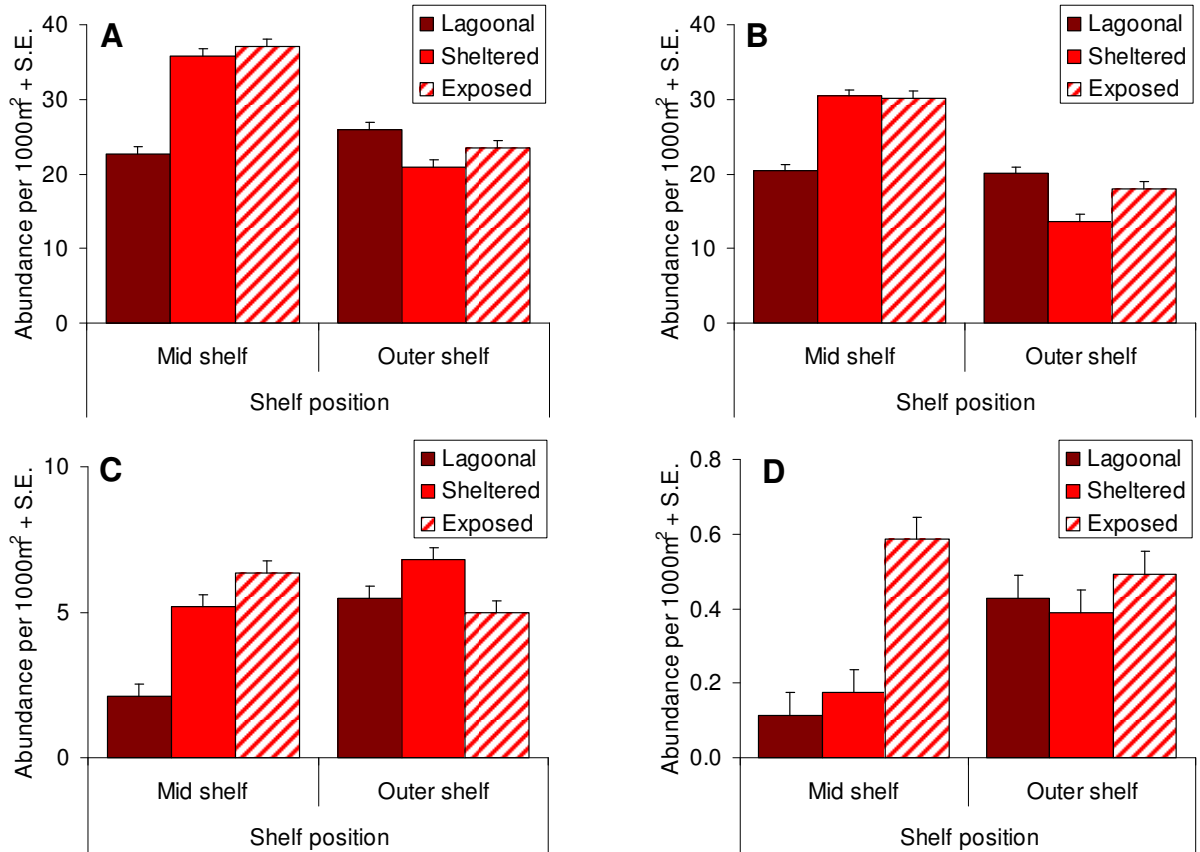 A
Abundance per 1000m² + S.E.
40
30
20
10
0
Lagoonal
Sheltered
Exposed
Mid shelf
Outer shelf
Shelf position
B
Abundance per 1000m² + S.E.
40
30
20
10
0
Lagoonal
Sheltered
Exposed
Mid shelf
Outer shelf
Shelf position
C
Abundance per 1000m² + S.E.
10
5
0
Lagoonal
Sheltered
Exposed
Mid shelf
Outer shelf
Shelf position
D
Abundance per 1000m² + S.E.
0.8
0.6
0.4
0.2
0.0
Lagoonal
Sheltered
Exposed
Mid shelf
Outer shelf
Shelf position